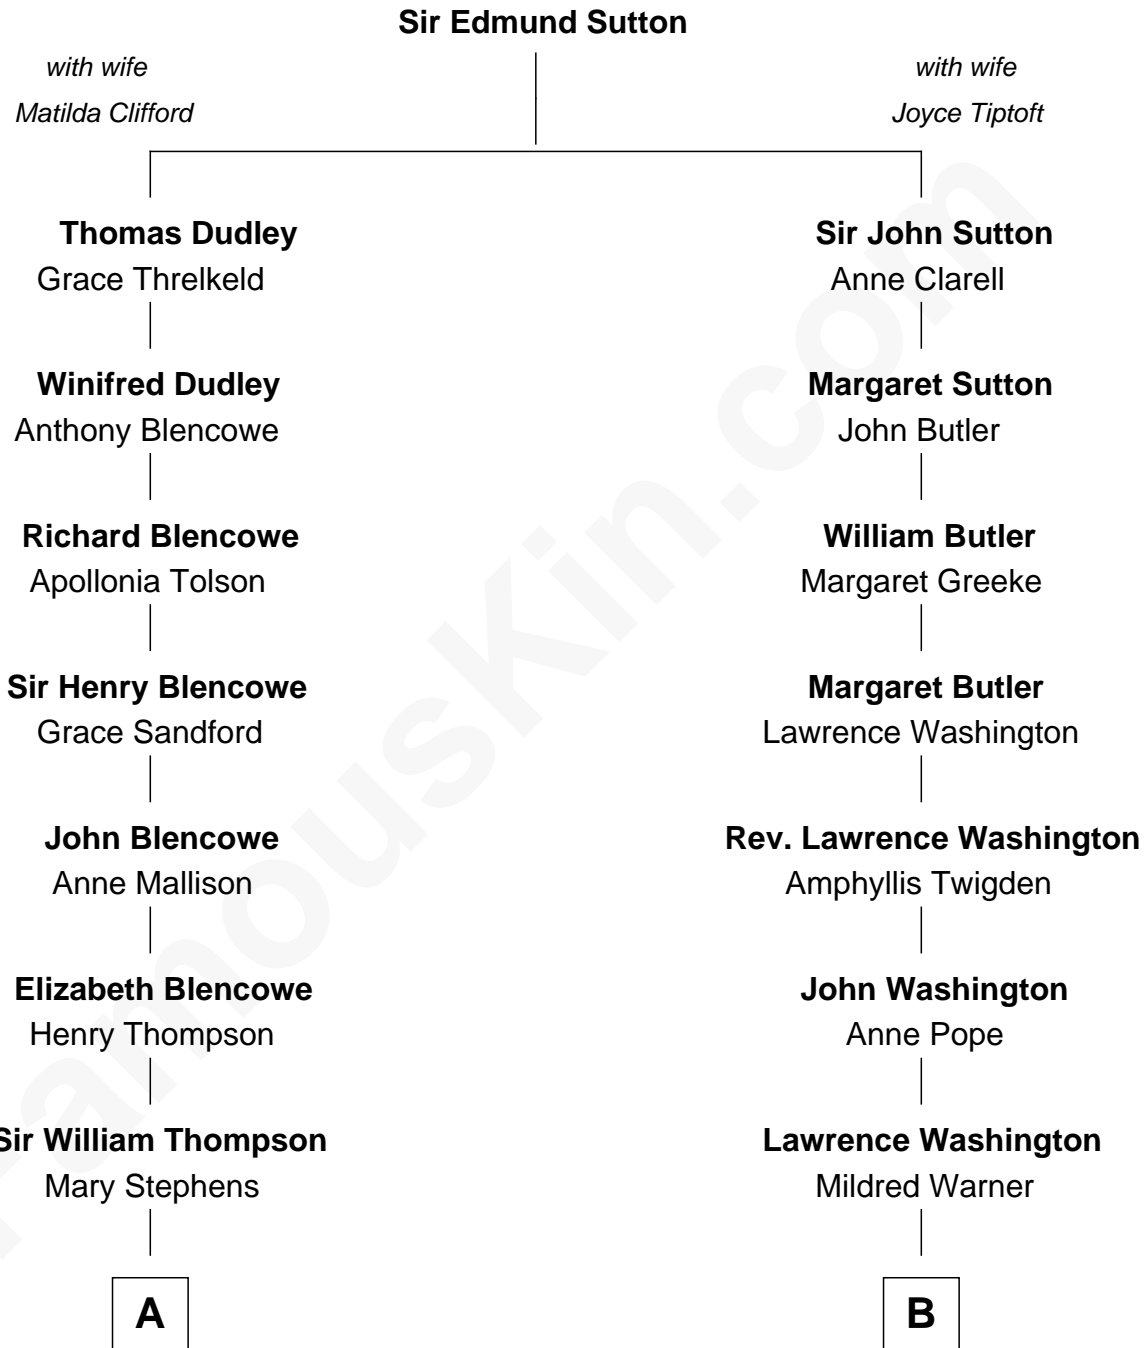 Sir Edmund Sutton
with wife
Matilda Clifford
with wife
Joyce Tiptoft
Thomas Dudley
Grace Threlkeld
Sir John Sutton
Anne Clarell
Winifred Dudley
Anthony Blencowe
Margaret Sutton
John Butler
Richard Blencowe
Apollonia Tolson
William Butler
Margaret Greeke
Sir Henry Blencowe
Grace Sandford
Margaret Butler
Lawrence Washington
John Blencowe
Anne Mallison
Rev. Lawrence Washington
Amphyllis Twigden
Elizabeth Blencowe
Henry Thompson
John Washington
Anne Pope
Sir William Thompson
Mary Stephens
Lawrence Washington
Mildred Warner
A
B
FamousKin.com